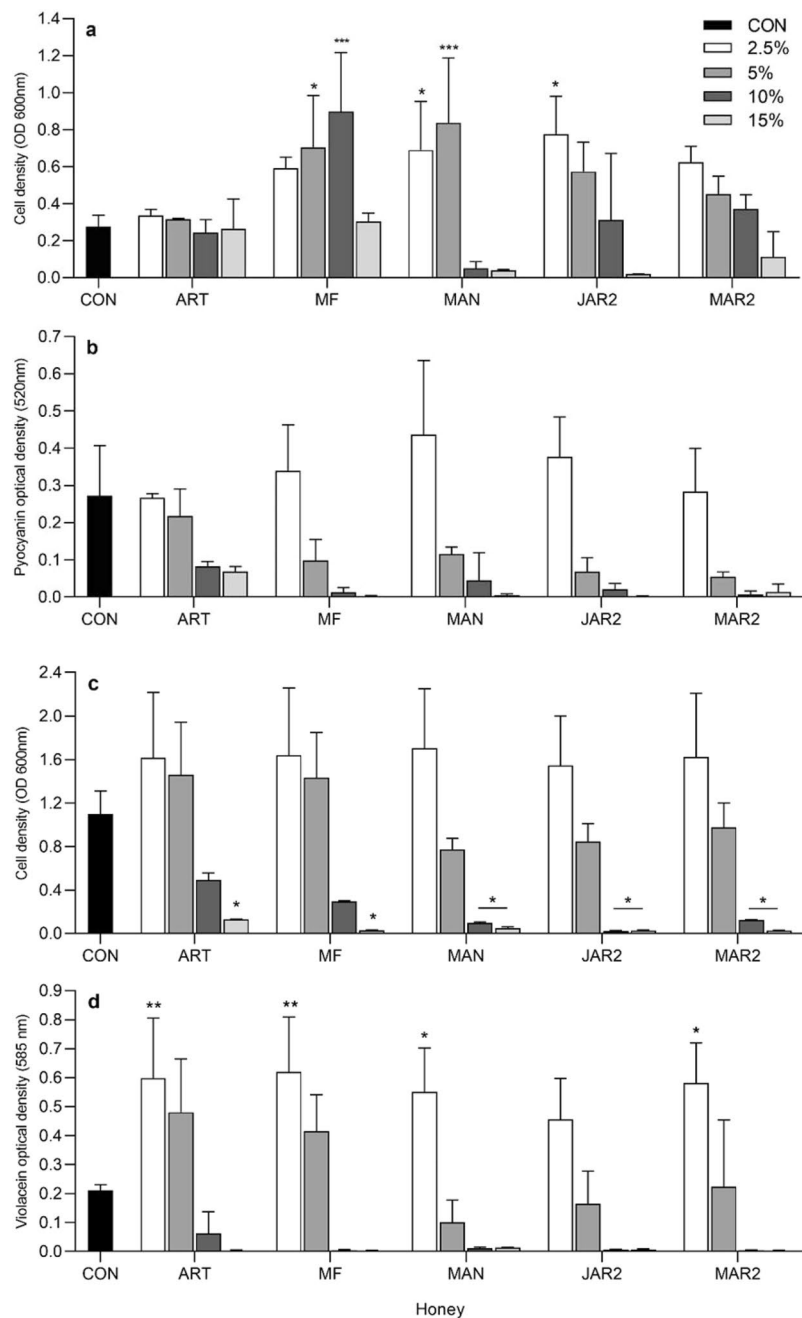 a
Cell density (OD 600nm)
1.4
1.2
1.0
0.8
0.6
0.4
0.2
0.0
* *** * *** *
CON
2.5%
5%
10%
15%
CON ART MF MAN JAR2 MAR2
b
Pyocyanin optical density (520nm)
0.7
0.6
0.5
0.4
0.3
0.2
0.1
0.0
CON ART MF MAN JAR2 MAR2
c
Cell density (OD 600nm)
2.4
2.0
1.6
1.2
0.8
0.4
0.0
* * * * *
CON ART MF MAN JAR2 MAR2
d
Violacein optical density (585 nm)
0.9
0.8
0.7
0.6
0.5
0.4
0.3
0.2
0.1
0.0
** ** * *
CON ART MF MAN JAR2 MAR2
Honey